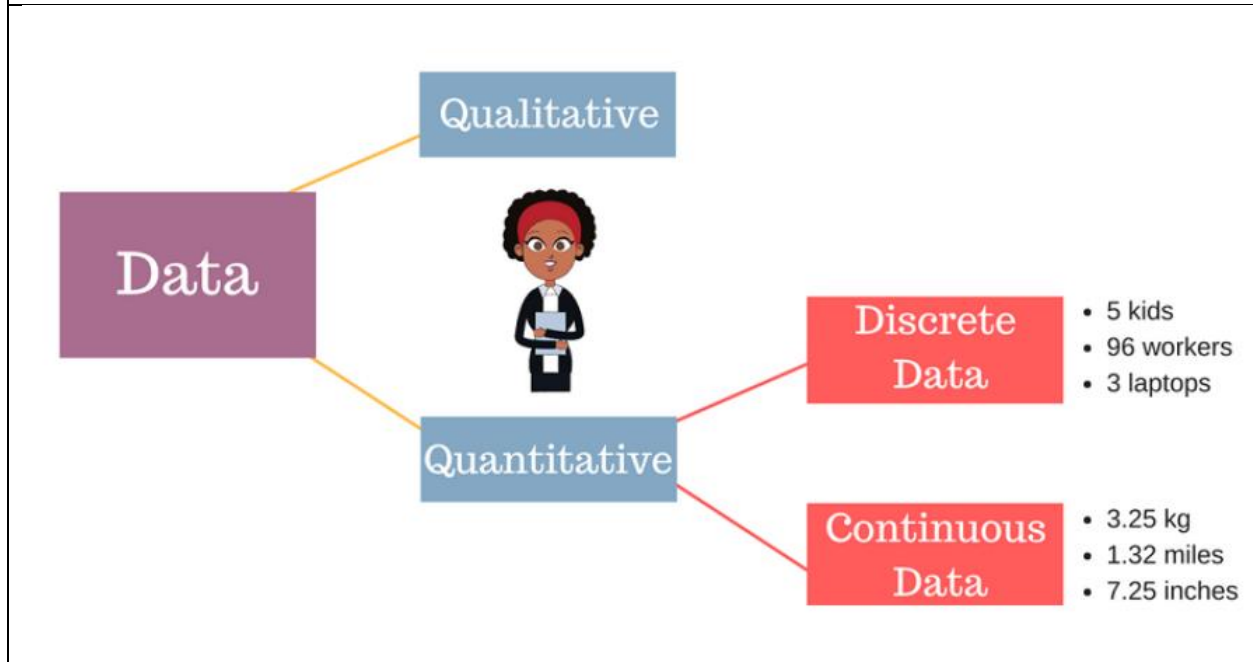 Qualitative
Data
Quantitative
Discrete
Data
• 5 kids
• 96 workers
• 3 laptops
Continuous
Data
• 3.25 kg
• 1.32 miles
• 7.25 inches